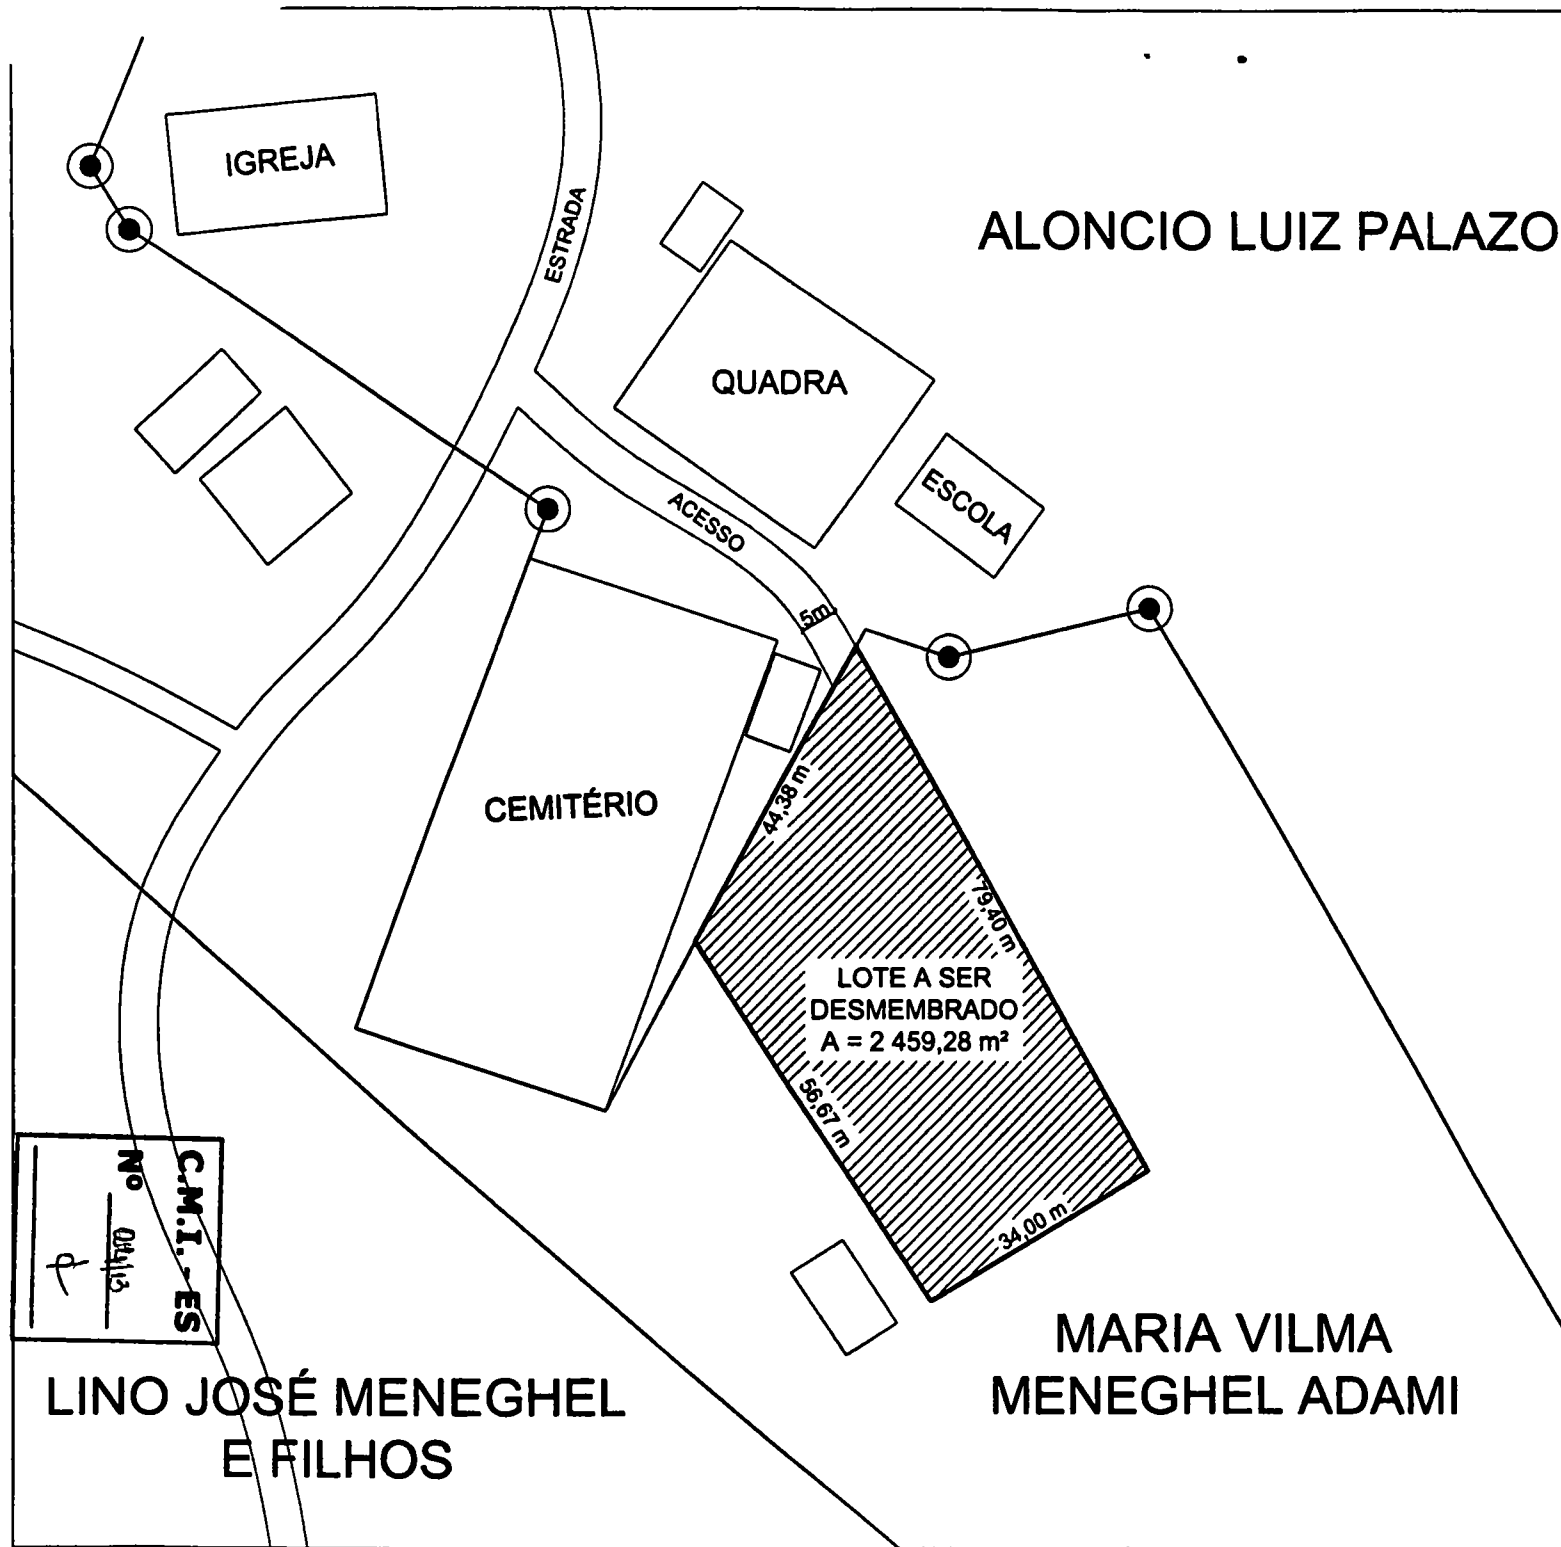 IGREJA
ESTRADA
ALONCIO LUIZ PALAZO
QUADRA
ESCOLA
ACESSO
5m
CEMITÉRIO
44,38 m
79,40 m
LOTE A SER
DESMEMBRADO
A = 2 459,28 m²
56,67 m
34,00 m
C.M.I. - ES
Nº
MARIA VILMA
MENEGHEL ADAMI
LINO JOSÉ MENEGHEL
E FILHOS